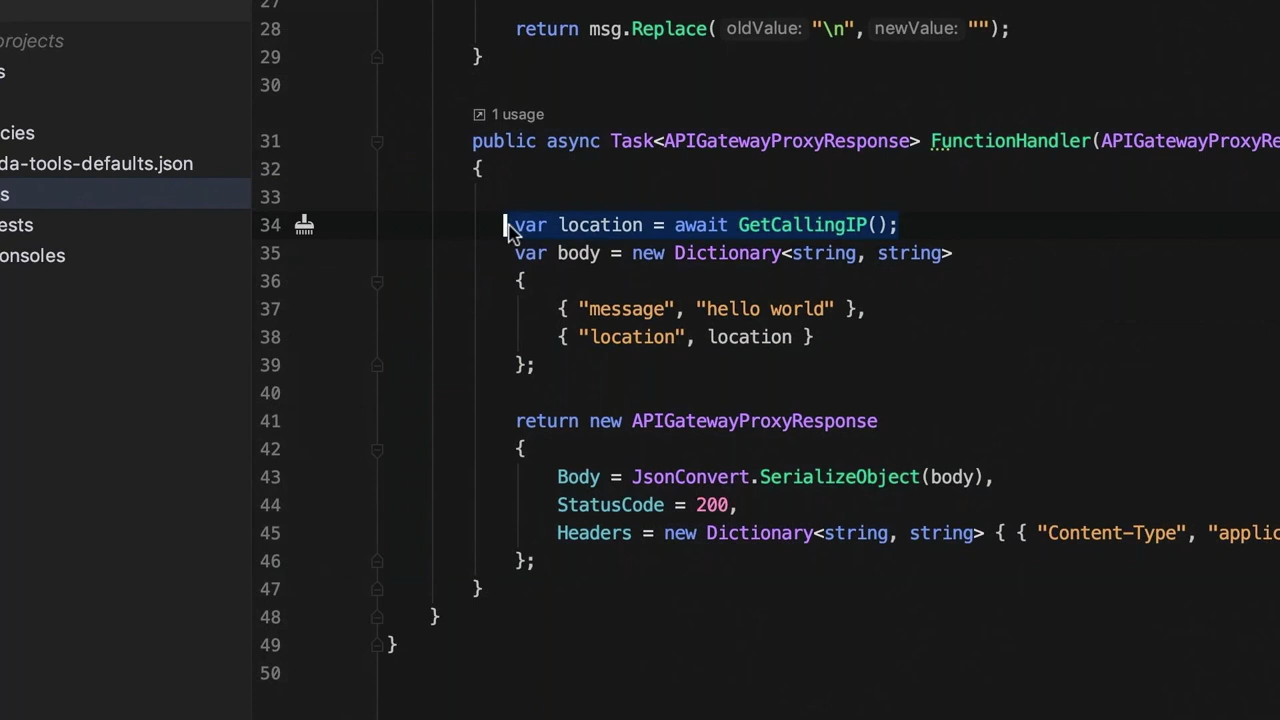 27
projects
28 return msg.Replace( oldValue: "\n", newValue: "");
s
29 }
30
1 usage
cies
31 public async Task<APIGatewayProxyResponse> FunctionHandler(APIGatewayProxyRe
da-tools-defaults.json
32 {
s
33
ests
34 var location = await GetCallingIP();
onsoles
35 var body = new Dictionary<string, string>
36 {
37 { "message", "hello world" },
38 { "location", location }
39 };
40
41 return new APIGatewayProxyResponse
42 {
43 Body = JsonConvert.SerializeObject(body),
44 StatusCode = 200,
45 Headers = new Dictionary<string, string> { { "Content-Type", "applic
46 };
47 }
48 }
49 }
50